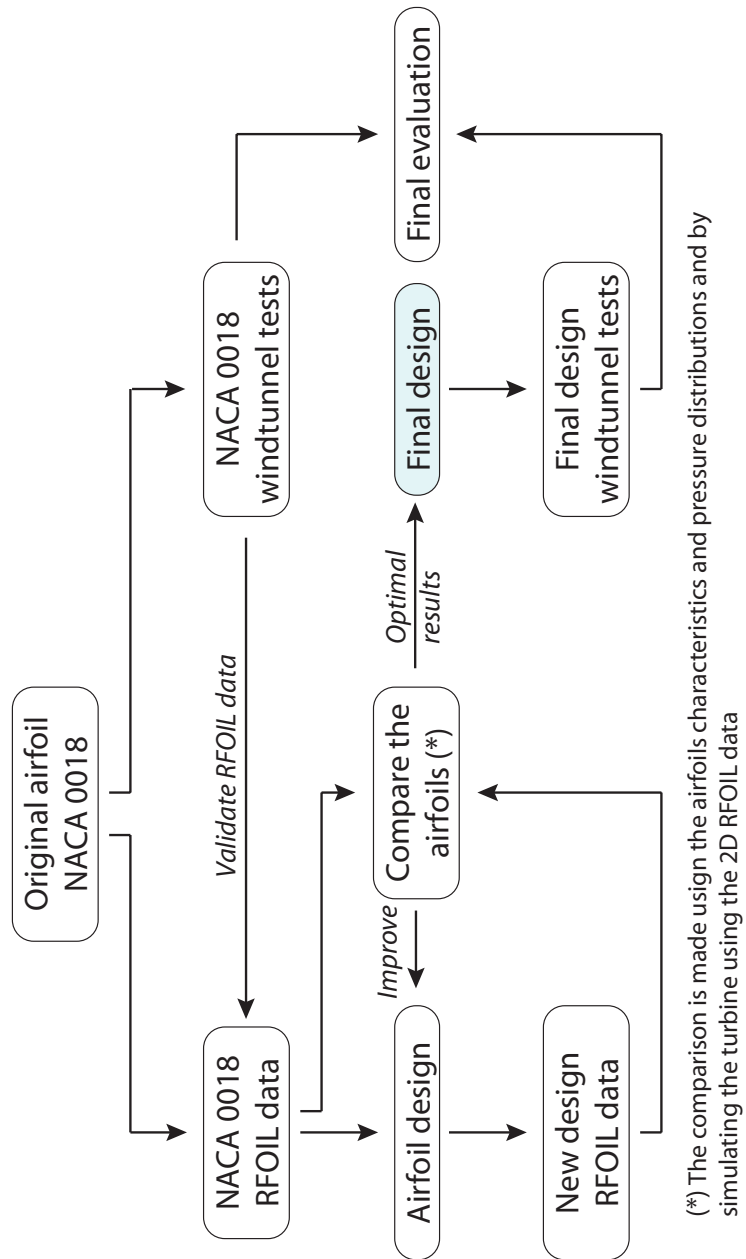 Original airfoil
NACA 0018
NACA 0018
RFOIL data
Validate RFOIL data
NACA 0018
windtunnel tests
Airfoil design
Improve
Compare the
airfoils (*)
Optimal
results
Final design
Final evaluation
New design
RFOIL data
Final design
windtunnel tests
(*) The comparison is made usign the airfoils characteristics and pressure distributions and by
simulating the turbine using the 2D RFOIL data